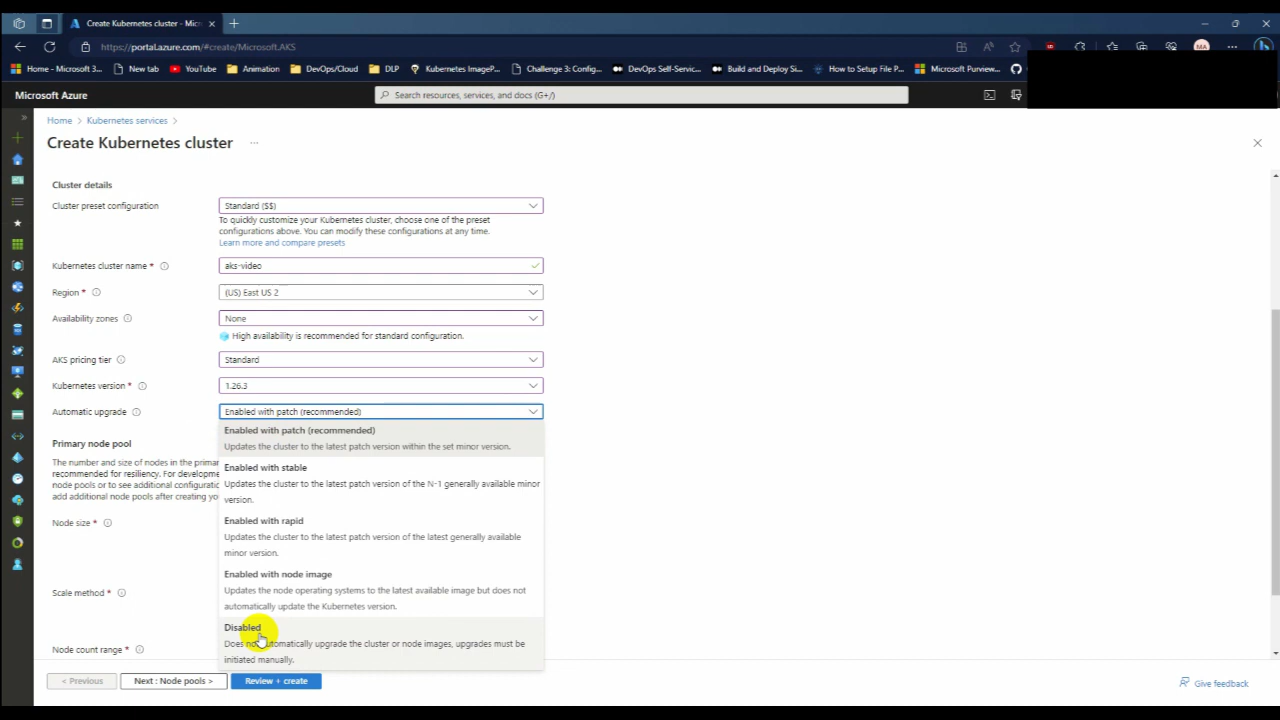 Create Kubernetes cluster - Micr
https://portal.azure.com/#create/Microsoft.AKS
MA
Home - Microsoft 3...
New tab
YouTube
Animation
DevOps/Cloud
DLP
Kubernetes ImageP...
Challenge 3: Config...
DevOps Self-Servic...
Build and Deploy Si...
How to Setup File P...
Microsoft Purview...
Microsoft Azure
Search resources, services, and docs (G+/)
Home > Kubernetes services >
Create Kubernetes cluster ...
Cluster details
Cluster preset configuration
Standard ($$)
To quickly customize your Kubernetes cluster, choose one of the preset
configurations above. You can modify these configurations at any time.
Learn more and compare presets
Kubernetes cluster name *
aks-video
Region *
(US) East US 2
Availability zones
None
High availability is recommended for standard configuration.
AKS pricing tier
Standard
Kubernetes version *
1.26.3
Automatic upgrade
Enabled with patch (recommended)
Enabled with patch (recommended)
Updates the cluster to the latest patch version within the set minor version.
Enabled with stable
Updates the cluster to the latest patch version of the N-1 generally available minor
version.
Enabled with rapid
Updates the cluster to the latest patch version of the latest generally available
minor version.
Enabled with node image
Updates the node operating systems to the latest available image but does not
automatically update the Kubernetes version.
Disabled
Does not automatically upgrade the cluster or node images, upgrades must be
initiated manually.
Primary node pool
The number and size of nodes in the prima
recommended for resiliency. For developme
node pools or to see additional configuratio
add additional node pools after creating you
Node size *
Scale method *
Node count range *
< Previous
Next : Node pools >
Review + create
Give feedback